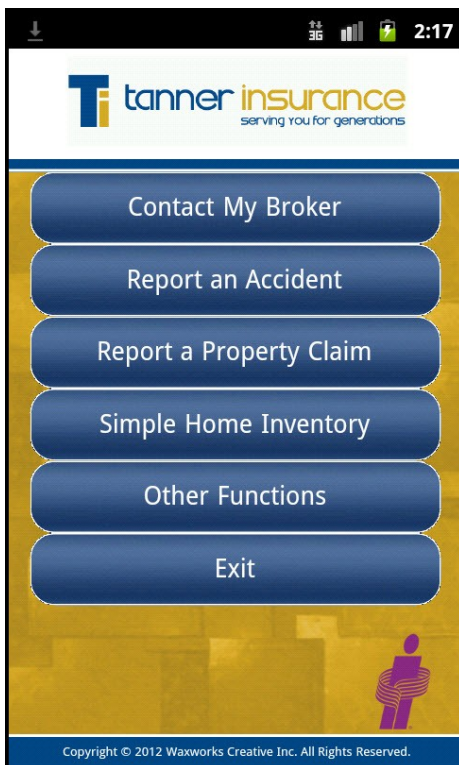 3G 2:17
Ti tanner insurance
serving you for generations
Contact My Broker
Report an Accident
Report a Property Claim
Simple Home Inventory
Other Functions
Exit
Copyright © 2012 Waxworks Creative Inc. All Rights Reserved.